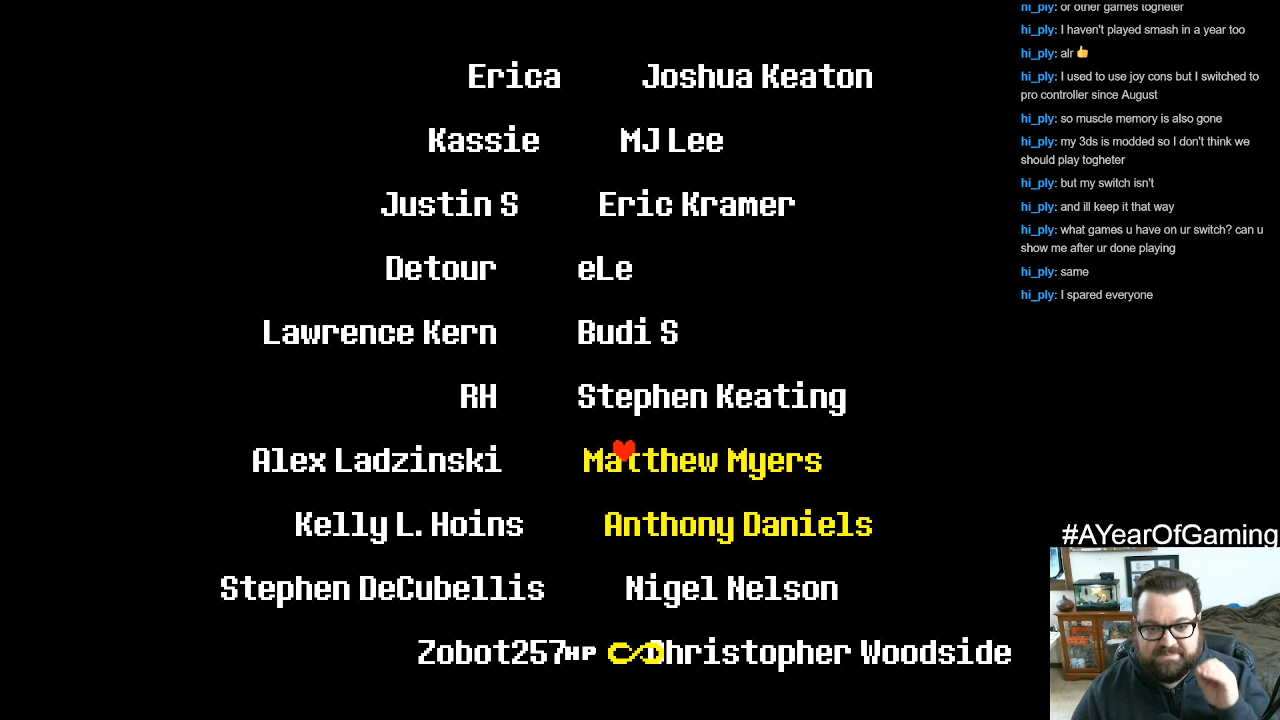 Erica Joshua Keaton
Kassie MJ Lee
Justin S Eric Kramer
Detour eLe
Lawrence Kern Budi S
RH Stephen Keating
Alex Ladzinski Matthew Myers
Kelly L. Hoins Anthony Daniels
Stephen DeCubellis Nigel Nelson
Zobot257 HP ∞ Christopher Woodside
hi_ply: or other games togneter
hi_ply: I haven't played smash in a year too
hi_ply: alr 👍
hi_ply: I used to use joy cons but I switched to
pro controller since August
hi_ply: so muscle memory is also gone
hi_ply: my 3ds is modded so I don't think we
should play togther
hi_ply: but my switch isn't
hi_ply: and ill keep it that way
hi_ply: what games u have on ur switch? can u
show me after ur done playing
hi_ply: same
hi_ply: I spared everyone
#AYearOfGaming